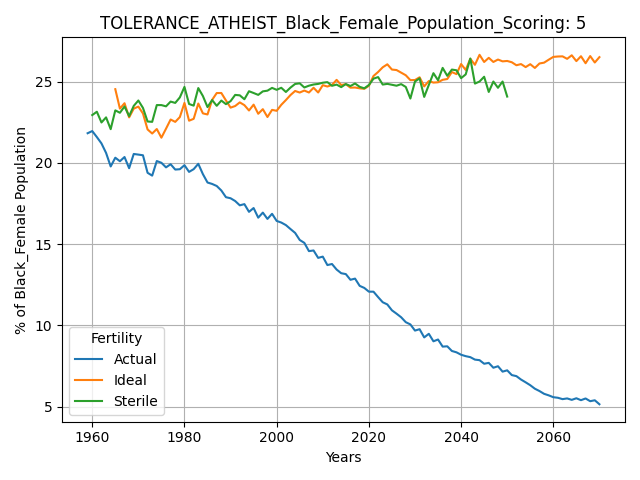 TOLERANCE_ATHEIST_Black_Female_Population_Scoring: 5
% of Black_Female Population
25
20
15
10
5
Fertility
Actual
Ideal
Sterile
1960
1980
2000
2020
2040
2060
Years